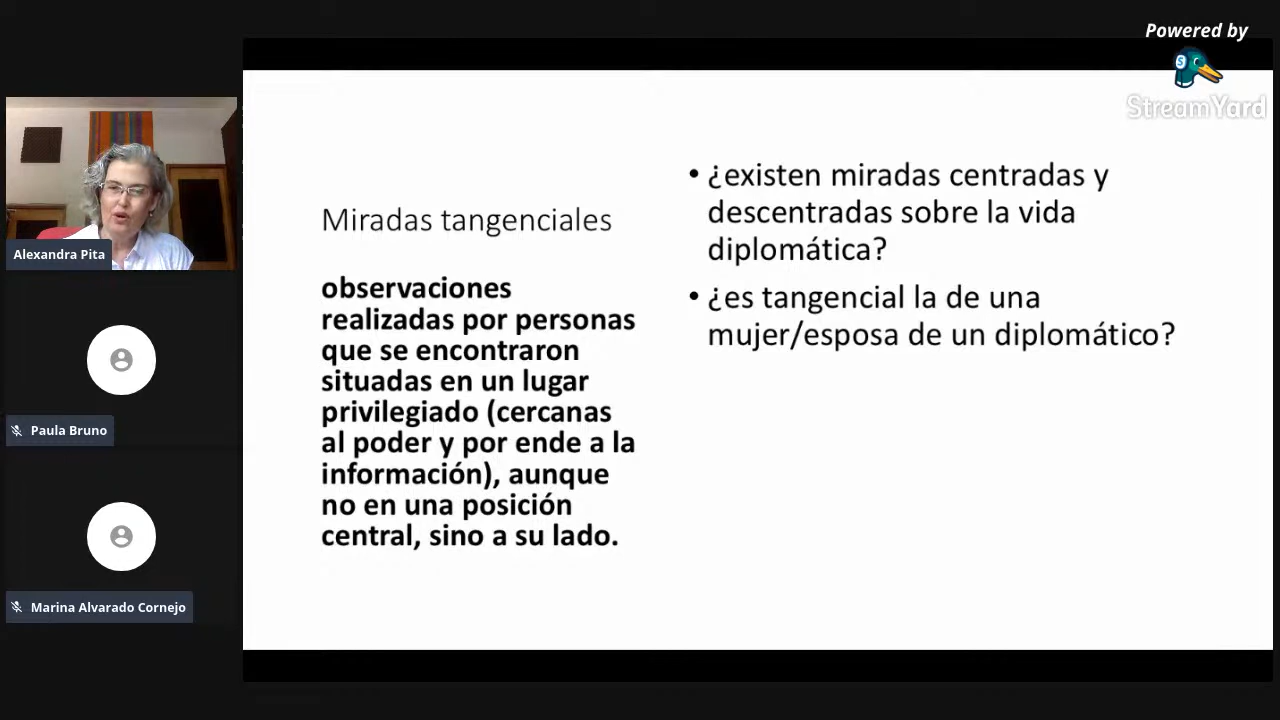 Powered by
StreamYard
Alexandra Pita
Paula Bruno
Marina Alvarado Cornejo
Miradas tangenciales
observaciones
realizadas por personas
que se encontraron
situadas en un lugar
privilegiado (cercanas
al poder y por ende a la
información), aunque
no en una posición
central, sino a su lado.
• ¿existen miradas centradas y
descentradas sobre la vida
diplomática?
• ¿es tangencial la de una
mujer/esposa de un diplomático?